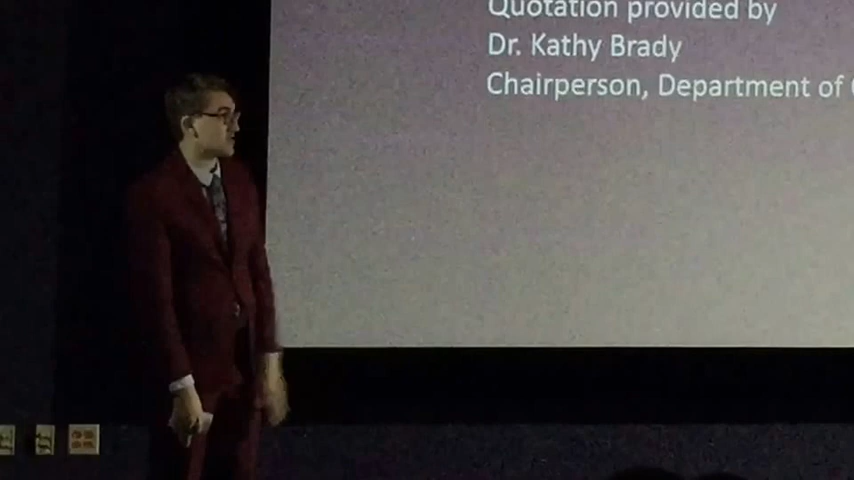 Quotation provided by
Dr. Kathy Brady
Chairperson, Department of